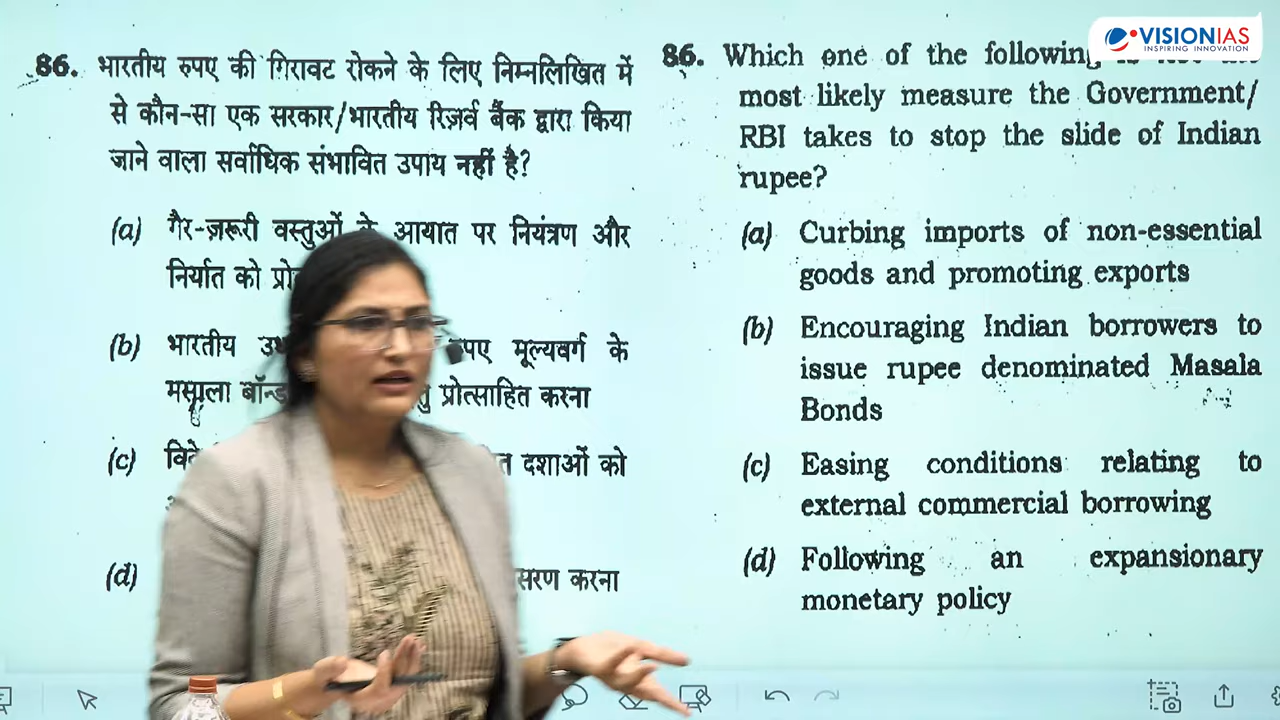 VISIONIAS
INSPIRING INNOVATION
86. भारतीय रुपए की गिरावट रोकने के लिए निम्नलिखित में
से कौन-सा एक सरकार/भारतीय रिज़र्व बैंक द्वारा किया
जाने वाला सर्वाधिक संभावित उपाय नहीं है?
(a) गैर-ज़रूरी वस्तुओं के आयात पर नियंत्रण और
निर्यात को
(b) भारतीय मूल्यवर्ग के
मसाला प्रोत्साहित करना
(c) दशाओं को
(d) करना
86. Which one of the following
most likely measure the Government/
RBI takes to stop the slide of Indian
rupee?
(a) Curbing imports of non-essential
goods and promoting exports
(b) Encouraging Indian borrowers to
issue rupee denominated Masala
Bonds
(c) Easing conditions relating to
external commercial borrowing
(d) Following an expansionary
monetary policy